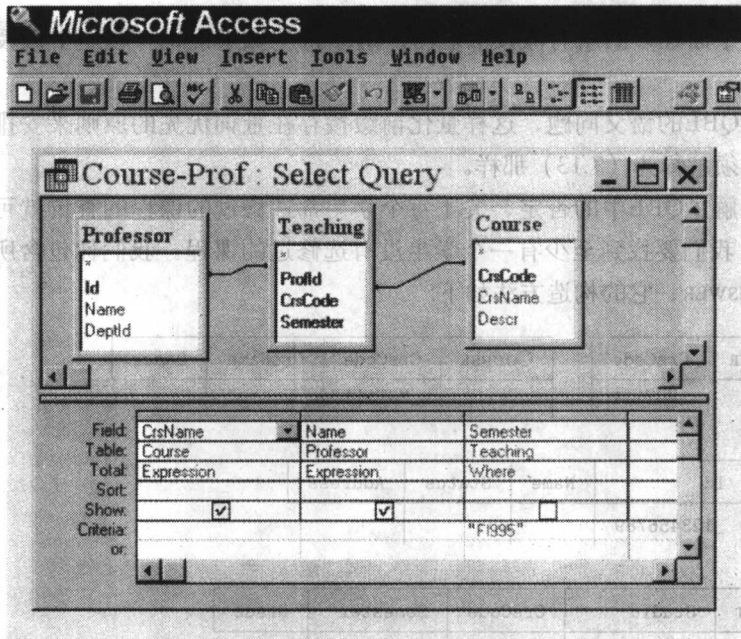 Microsoft Access
File Edit View Insert Tools Window Help
Course-Prof : Select Query
Professor
*
Id
Name
DeptId
Teaching
*
ProfId
CrsCode
Semester
Course
*
CrsCode
CrsName
Descr
Field: CrsName Name Semester
Table: Course Professor Teaching
Total: Expression Expression Where
Sort:
Show:
Criteria: "F1995"
or: